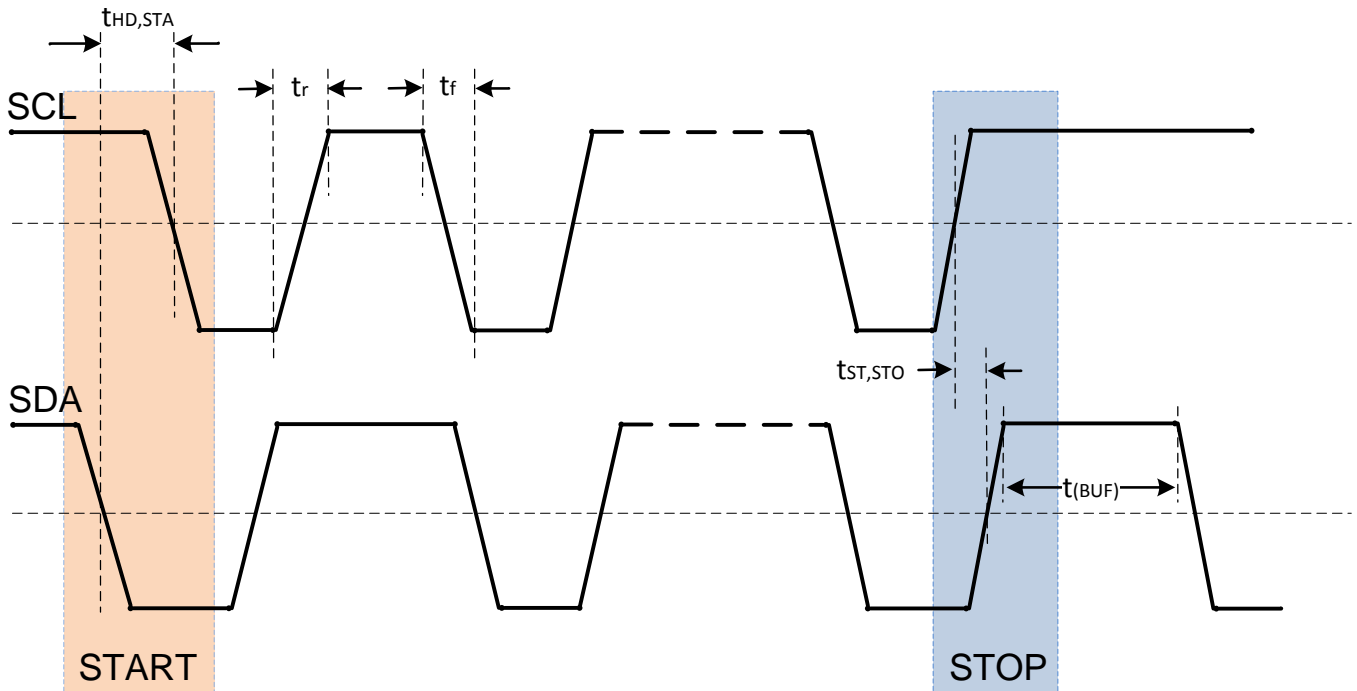 tHD,STA
tr
tf
SCL
tST,STO
SDA
t(BUF)
START
STOP